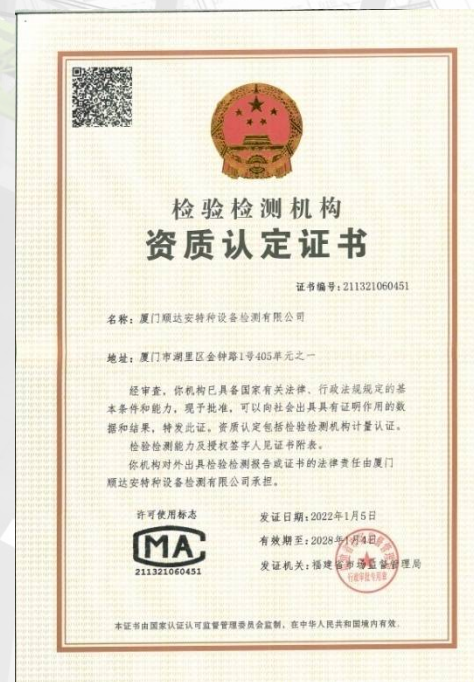 检验检测机构
资质认定证书
证书编号:211321060451
名称：厦门顺达安特种设备检测有限公司
地址：厦门市湖里区金钟路1号405单元之一
经审查，你机构已具备国家有关法律、行政法规规定的基
本条件和能力，现予批准，可以向社会出具具有证明作用的数
据和结果，特发此证。资质认定包括检验检测机构计量认证。
检验检测能力及授权签字人见证书附表。
你机构对外出具检验检测报告或证书的法律责任由厦门
顺达安特种设备检测有限公司承担。
许可使用标志
MA
211321060451
发证日期:2022年1月5日
有效期至:2028年1月4日
发证机关:福建省市场监督管理局
行政审批专用章
本证书由国家认证认可监督管理委员会监制，在中华人民共和国境内有效。